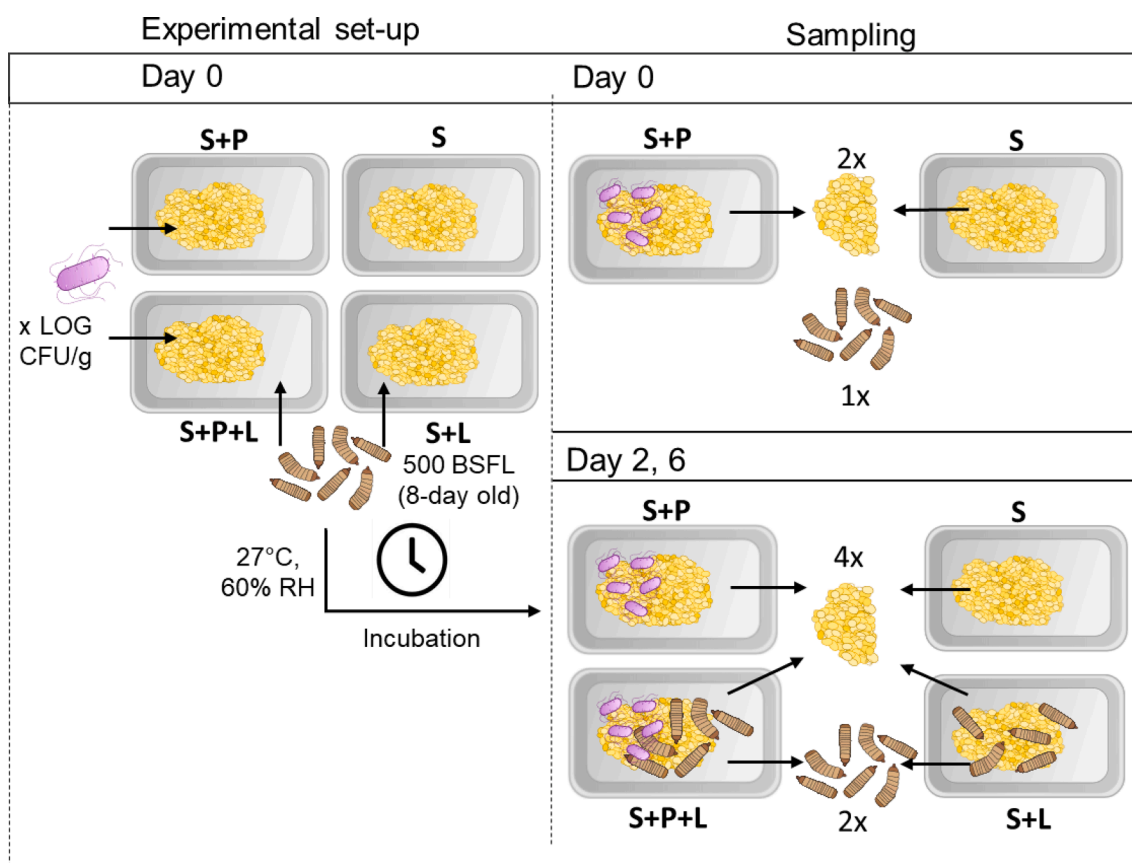 Experimental set-up
Sampling
Day 0
Day 0
S+P
S
x LOG
CFU/g
S+P+L
S+L
500 BSFL
(8-day old)
27°C,
60% RH
Incubation
S+P
2x
S
1x
Day 2, 6
S+P
4x
S
S+P+L
2x
S+L